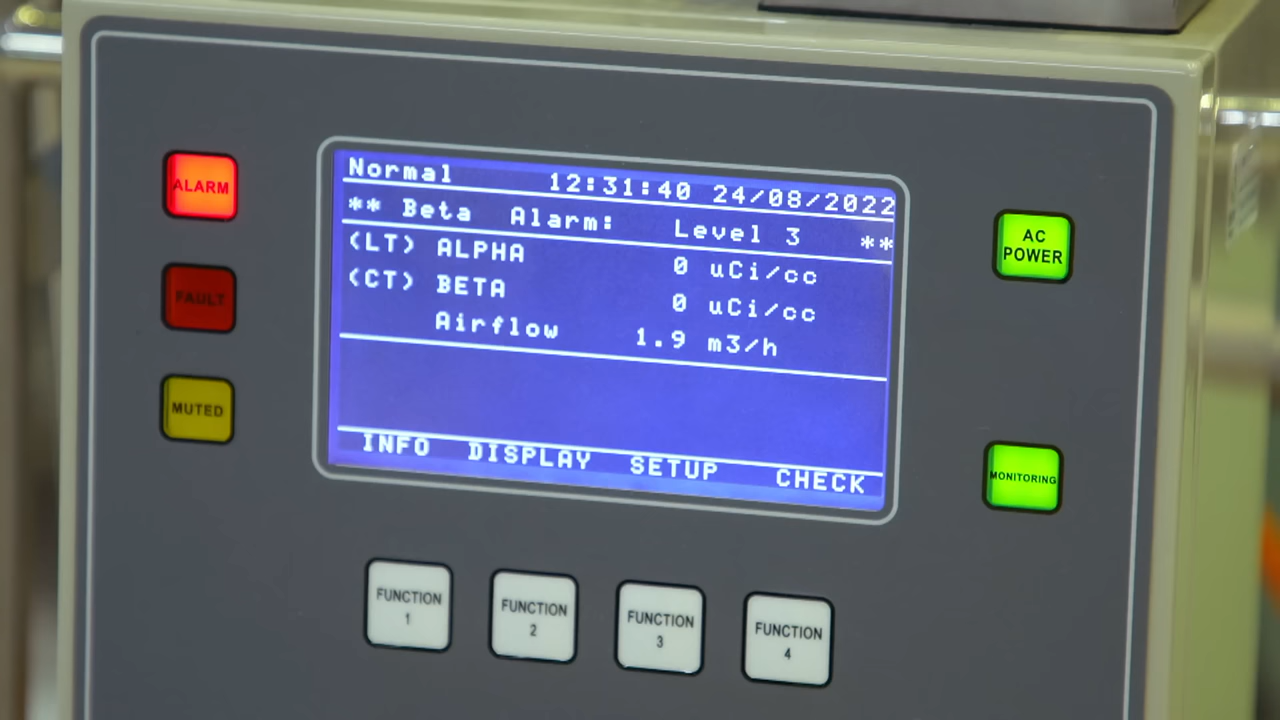 Normal 12:31:40 24/08/2022
** Beta Alarm: Level 3 **
(LT) ALPHA 0 uCi/cc
(CT) BETA 0 uCi/cc
Airflow 1.9 m3/h
INFO DISPLAY SETUP CHECK
ALARM
FAULT
MUTED
AC
POWER
MONITORING
FUNCTION
1
FUNCTION
2
FUNCTION
3
FUNCTION
4